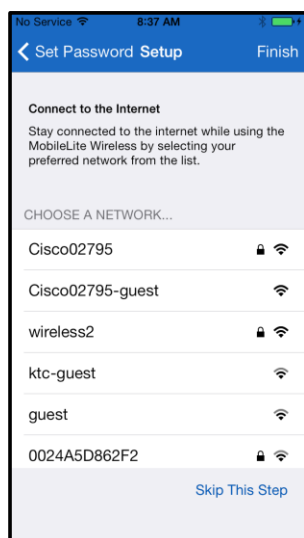 No Service 8:37 AM
Set Password Setup Finish
Connect to the Internet
Stay connected to the internet while using the
MobileLite Wireless by selecting your
preferred network from the list.
CHOOSE A NETWORK...
Cisco02795
Cisco02795-guest
wireless2
ktc-guest
guest
0024A5D862F2
Skip This Step